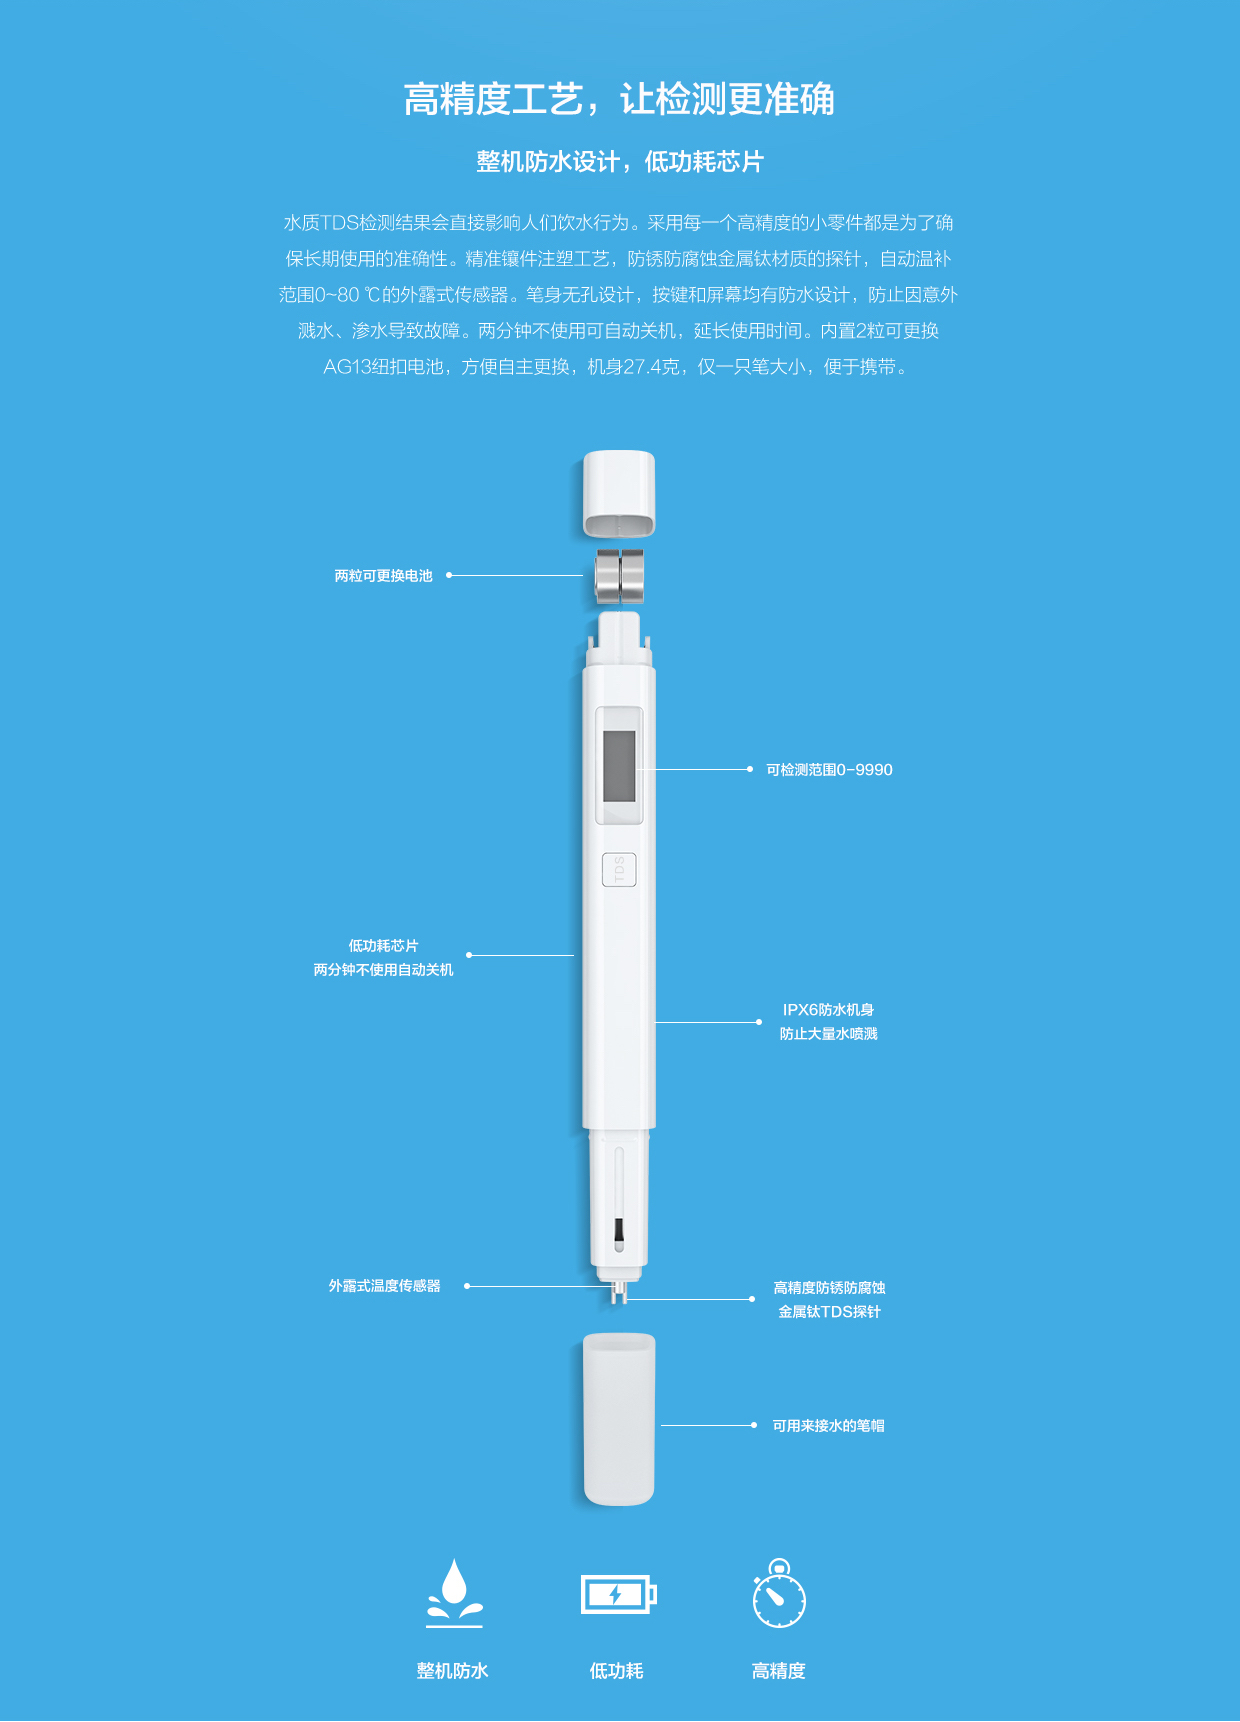 高精度工艺，让检测更准确
整机防水设计，低功耗芯片
水质TDS检测结果会直接影响人们饮水行为。采用每一个高精度的小零件都是为了确
保长期使用的准确性。精准镶件注塑工艺，防锈防腐蚀金属钛材质的探针，自动温补
范围0~80 ℃的外露式传感器。笔身无孔设计，按键和屏幕均有防水设计，防止因意外
溅水、渗水导致故障。两分钟不使用可自动关机，延长使用时间。内置2粒可更换
AG13纽扣电池，方便自主更换，机身27.4克，仅一只笔大小，便于携带。
两粒可更换电池
可检测范围0-9990
TDS
低功耗芯片
两分钟不使用自动关机
IPX6防水机身
防止大量水喷溅
外露式温度传感器
高精度防锈防腐蚀
金属钛TDS探针
可用来接水的笔帽
整机防水
低功耗
高精度